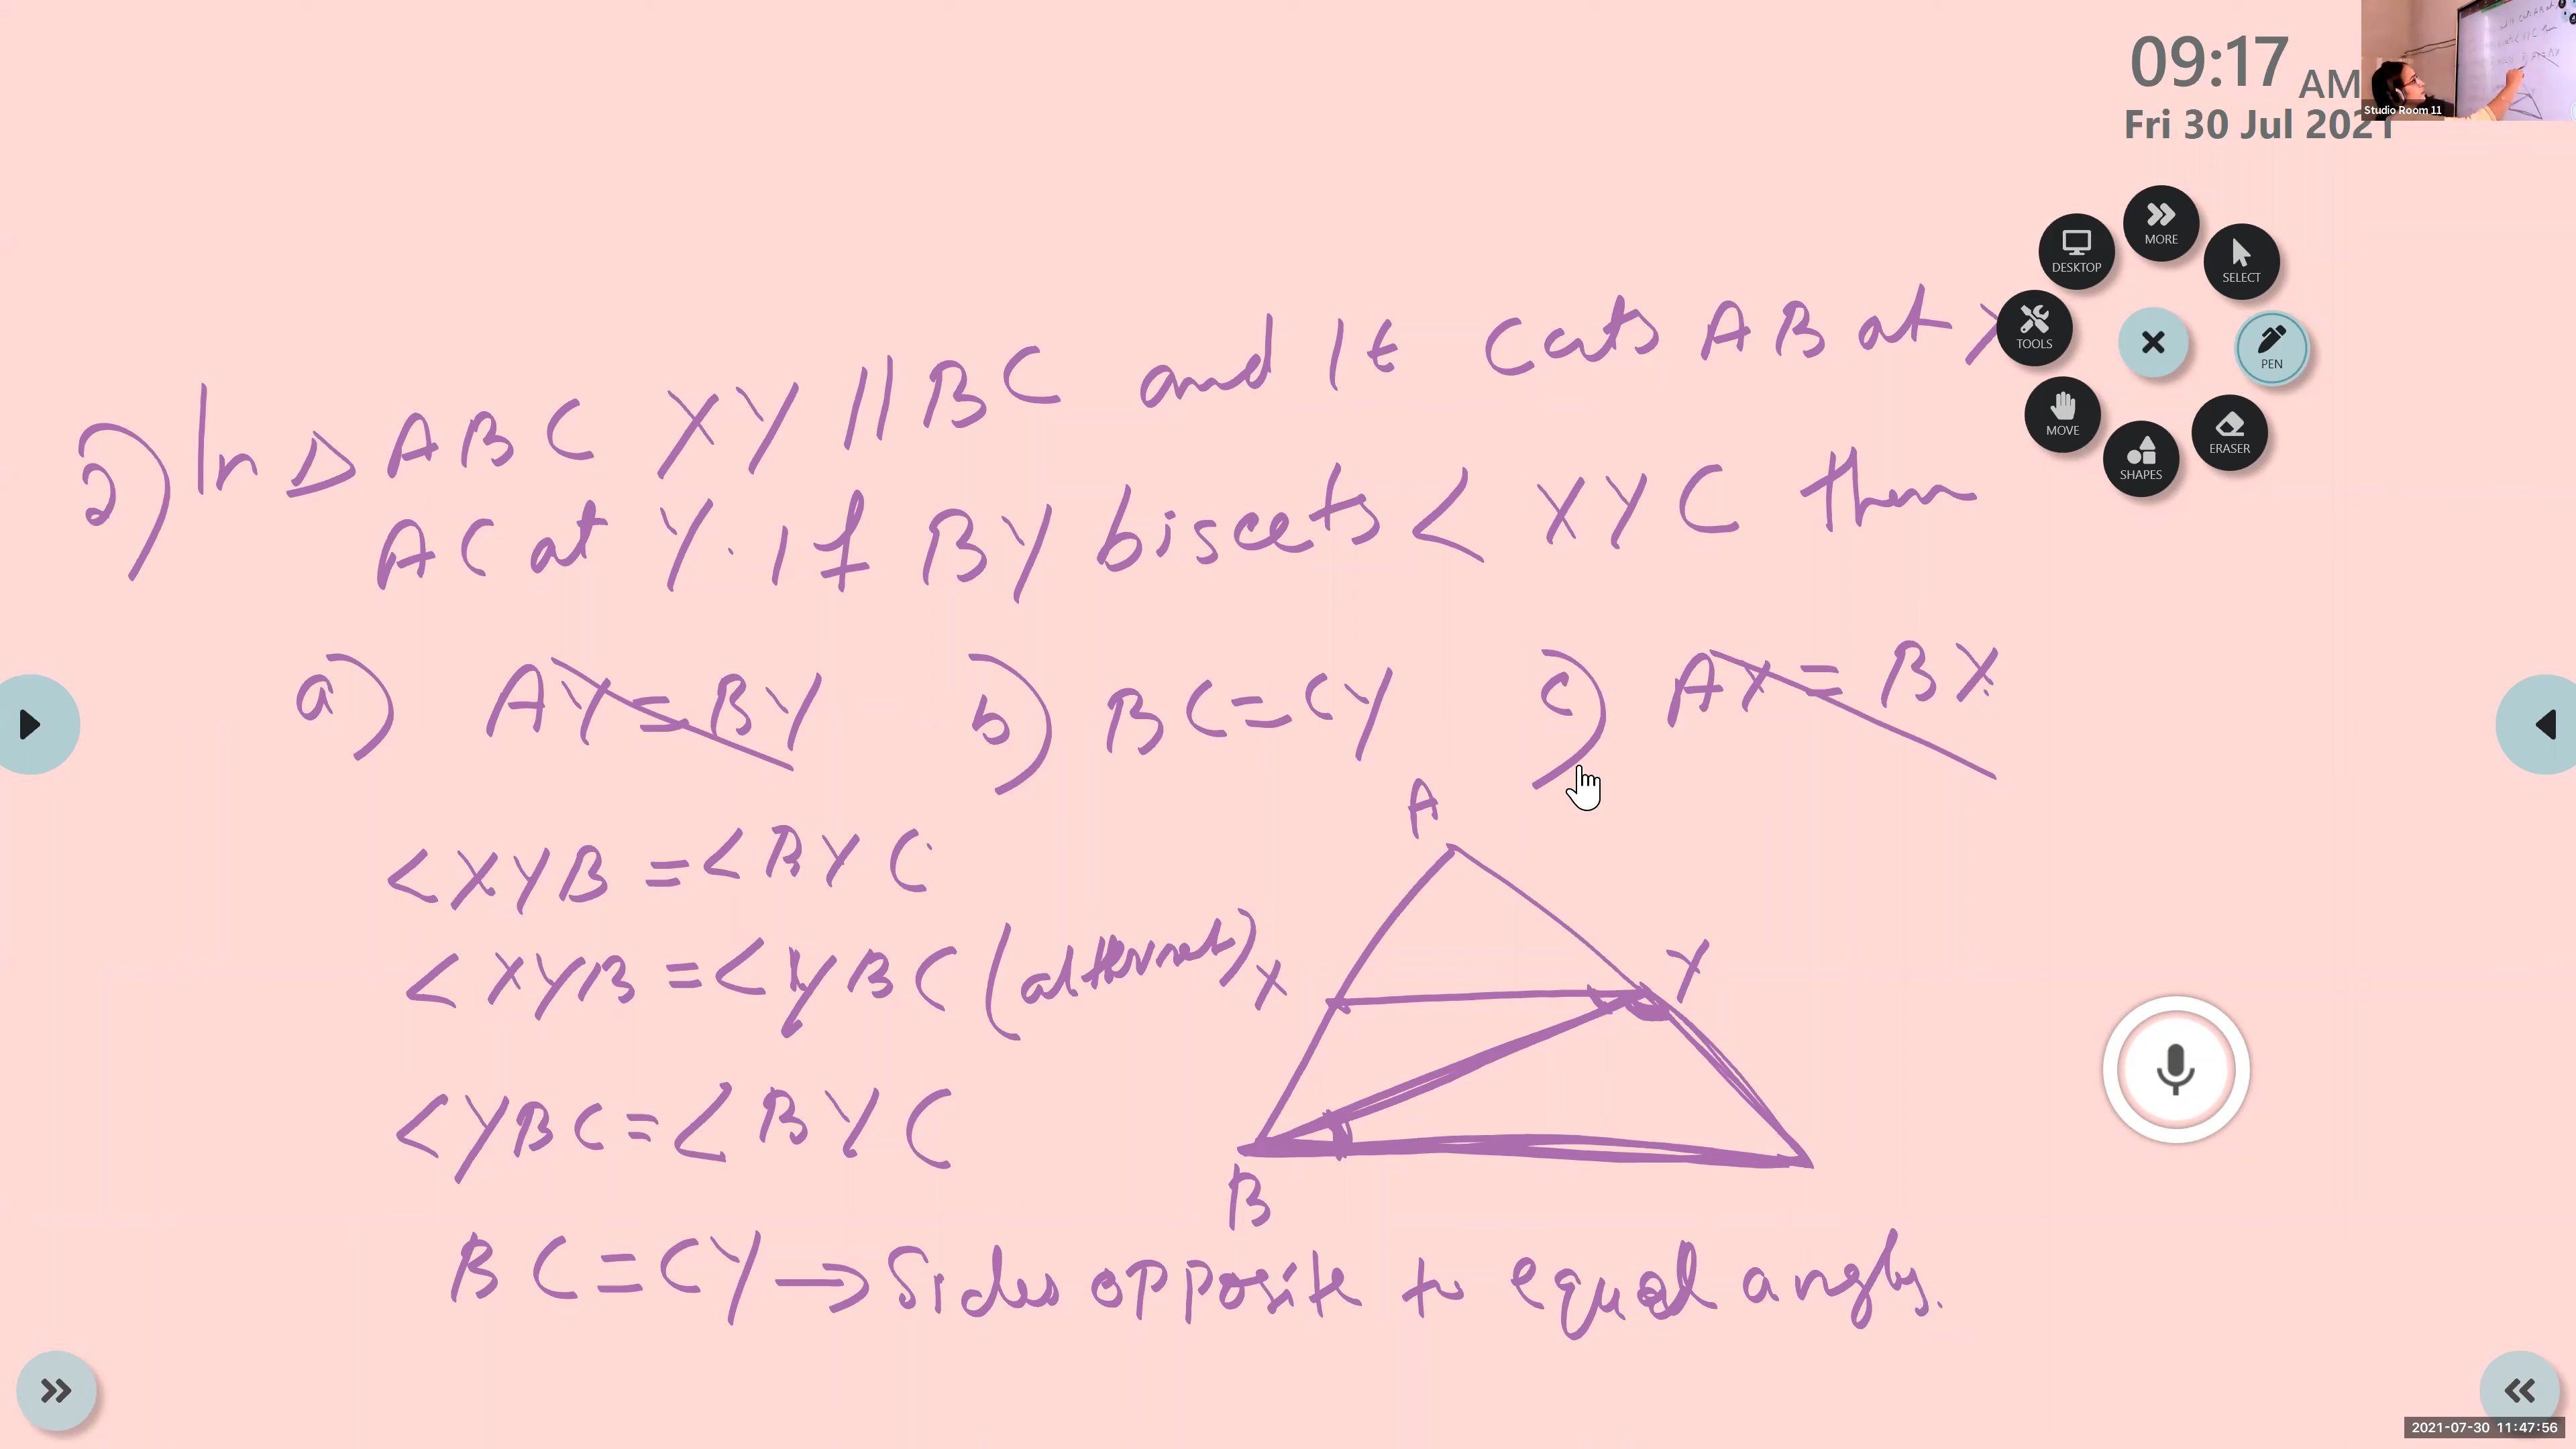 09:17 AM
Fri 30 Jul 2021
Studio Room 11
MORE
DESKTOP
SELECT
TOOLS
PEN
MOVE
ERASER
SHAPES
2) In △ ABC XY || BC and It cuts AB at X
AC at Y. If BY biscets < XYC then
a) AY = BY b) BC = CY c) AX = BX
<XYB = <BYC
<XYB = <YBC (alternet)
<YBC = <BYC
BC = CY → Sides opposite to equal angles.
A
X
Y
B
2021-07-30 11:47:56